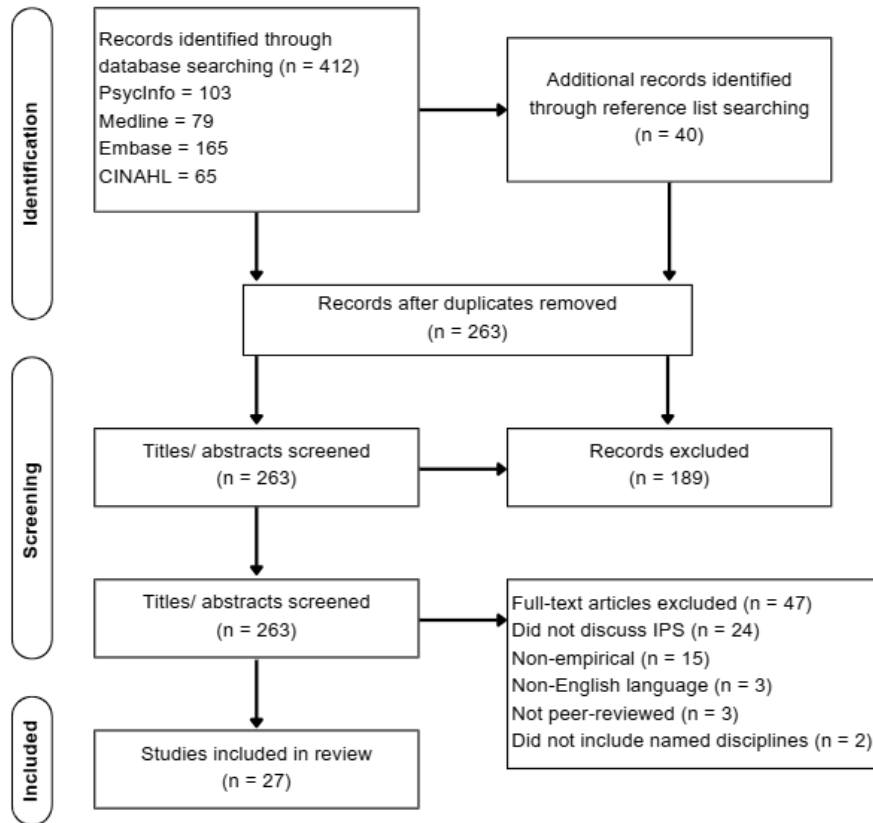 Identification
Records identified through
database searching (n = 412)
PsycInfo = 103
Medline = 79
Embase = 165
CINAHL = 65
Additional records identified
through reference list searching
(n = 40)
Records after duplicates removed
(n = 263)
Screening
Titles/ abstracts screened
(n = 263)
Records excluded
(n = 189)
Titles/ abstracts screened
(n = 263)
Full-text articles excluded (n = 47)
Did not discuss IPS (n = 24)
Non-empirical (n = 15)
Non-English language (n = 3)
Not peer-reviewed (n = 3)
Did not include named disciplines (n = 2)
Included
Studies included in review
(n = 27)